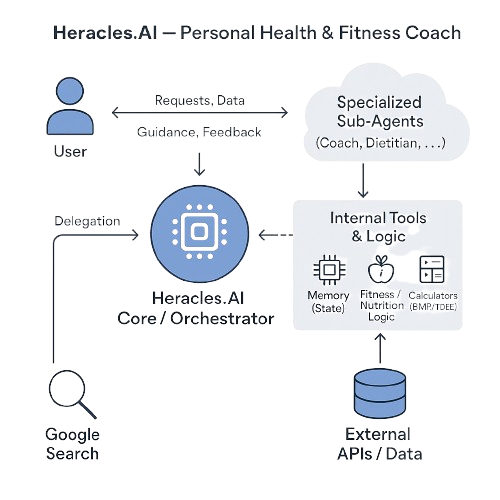 Heracles.AI — Personal Health & Fitness Coach
User
Requests, Data
Guidance, Feedback
Specialized
Sub-Agents
(Coach, Dietitian, ...)
Delegation
Heracles.AI
Core / Orchestrator
Internal Tools
& Logic
Memory
(State)
Fitness /
Nutrition
Logic
Calculators
(BMP/TDEE)
Google
Search
External
APIs / Data